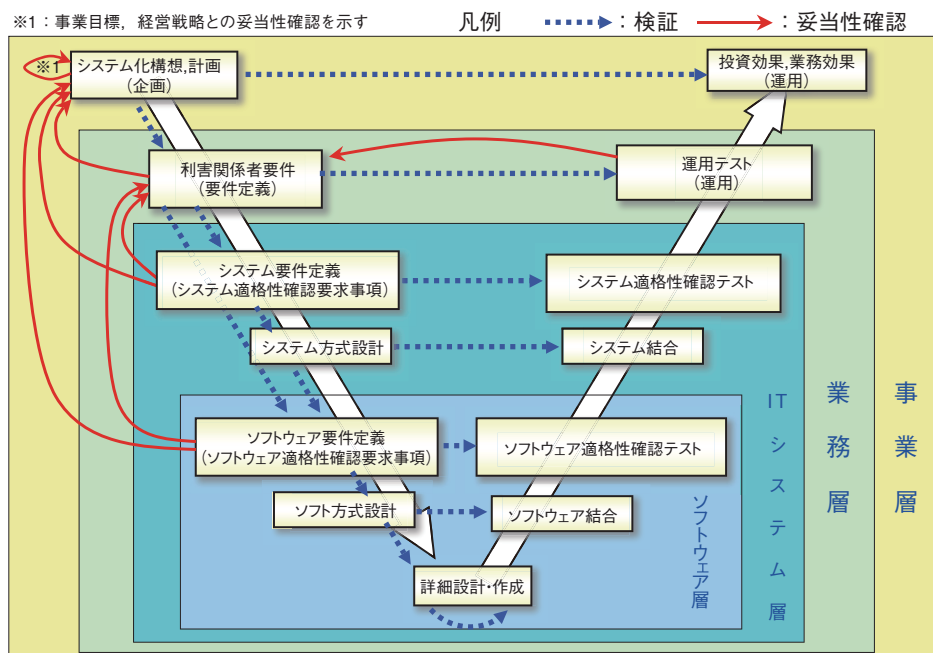 ※1：事業目標，経営戦略との妥当性確認を示す
凡例
：検証
：妥当性確認
※1
システム化構想,計画
(企画)
投資効果,業務効果
(運用)
利害関係者要件
(要件定義)
運用テスト
(運用)
システム要件定義
(システム適格性確認要求事項)
システム適格性確認テスト
システム方式設計
システム結合
ソフトウェア要件定義
(ソフトウェア適格性確認要求事項)
ソフトウェア適格性確認テスト
ソフト方式設計
ソフトウェア結合
詳細設計・作成
ソフトウェア層
ITシステム層
業務層
事業層